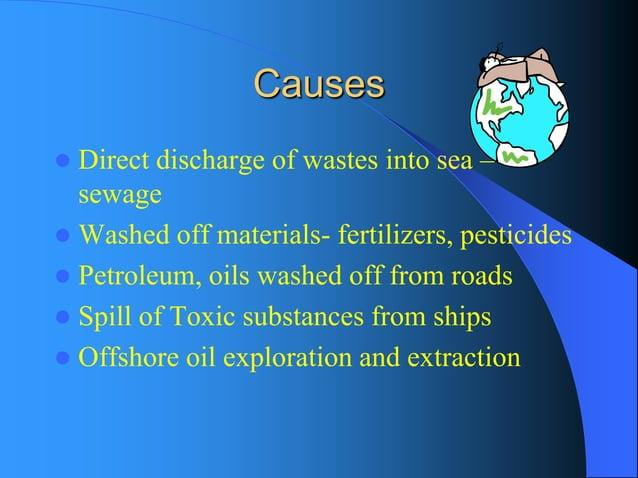 Causes
Direct discharge of wastes into sea –
sewage
Washed off materials- fertilizers, pesticides
Petroleum, oils washed off from roads
Spill of Toxic substances from ships
Offshore oil exploration and extraction